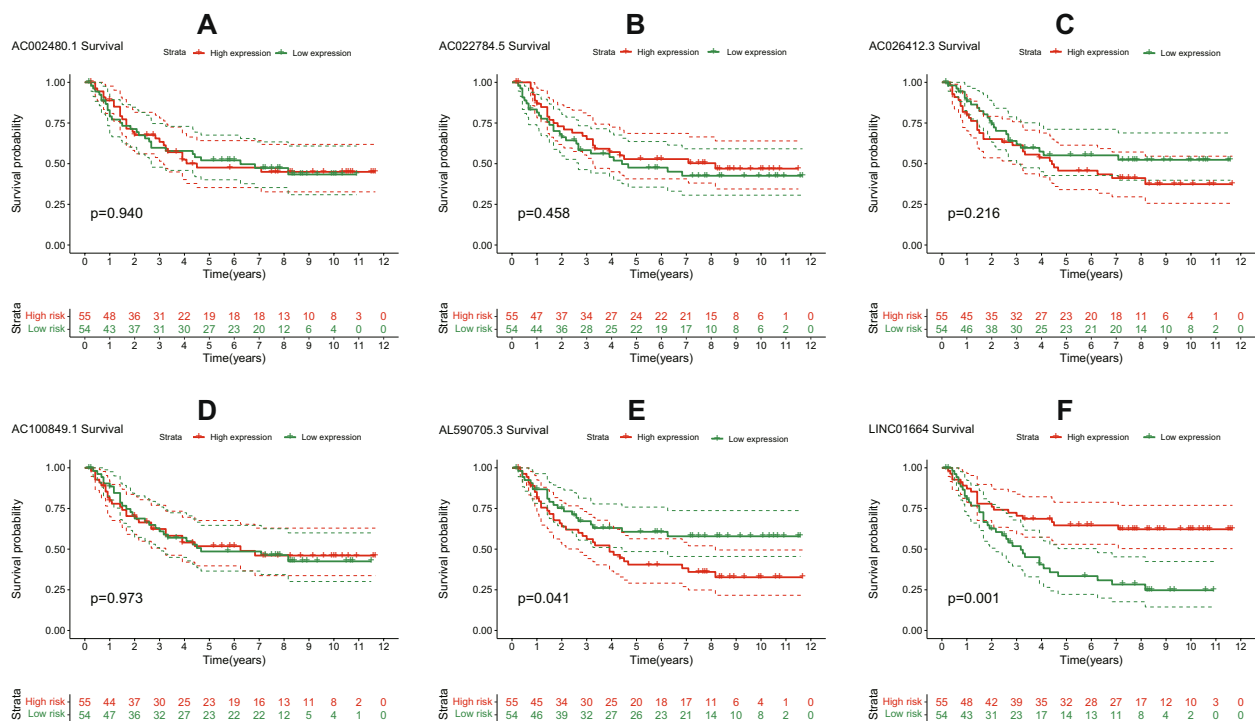 A
AC002480.1 Survival
Strata High expression Low expression
Survival probability
1.00
0.75
0.50
0.25
0.00
p=0.940
0 1 2 3 4 5 6 7 8 9 10 11 12
Time(years)
Strata
High risk 55 48 36 31 22 19 18 18 13 10 8 3 0
Low risk 54 43 37 31 30 27 23 20 12 6 4 0 0
0 1 2 3 4 5 6 7 8 9 10 11 12
Time(years)
B
AC022784.5 Survival
Strata High expression Low expression
Survival probability
1.00
0.75
0.50
0.25
0.00
p=0.458
0 1 2 3 4 5 6 7 8 9 10 11 12
Time(years)
Strata
High risk 55 47 37 34 27 24 22 21 15 8 6 1 0
Low risk 54 44 36 28 25 22 19 17 10 8 6 2 0
0 1 2 3 4 5 6 7 8 9 10 11 12
Time(years)
C
AC026412.3 Survival
Strata High expression Low expression
Survival probability
1.00
0.75
0.50
0.25
0.00
p=0.216
0 1 2 3 4 5 6 7 8 9 10 11 12
Time(years)
Strata
High risk 55 45 35 32 27 23 20 18 11 6 4 1 0
Low risk 54 46 38 30 25 23 21 20 14 10 8 2 0
0 1 2 3 4 5 6 7 8 9 10 11 12
Time(years)
D
AC100849.1 Survival
Strata High expression Low expression
Survival probability
1.00
0.75
0.50
0.25
0.00
p=0.973
0 1 2 3 4 5 6 7 8 9 10 11 12
Time(years)
Strata
High risk 55 44 37 30 25 23 19 16 13 11 8 2 0
Low risk 54 47 36 32 27 23 22 22 12 5 4 1 0
E
AL590705.3 Survival
Strata High expression Low expression
Survival probability
1.00
0.75
0.50
0.25
0.00
p=0.041
0 1 2 3 4 5 6 7 8 9 10 11 12
Time(years)
Strata
High risk 55 45 34 30 25 20 18 17 11 6 4 1 0
Low risk 54 46 39 32 27 26 23 21 14 10 8 2 0
F
LINC01664 Survival
Strata High expression Low expression
Survival probability
1.00
0.75
0.50
0.25
0.00
p=0.001
0 1 2 3 4 5 6 7 8 9 10 11 12
Time(years)
Strata
High risk 55 48 42 39 35 32 28 27 17 12 10 3 0
Low risk 54 43 31 23 17 14 13 11 8 4 2 0 0